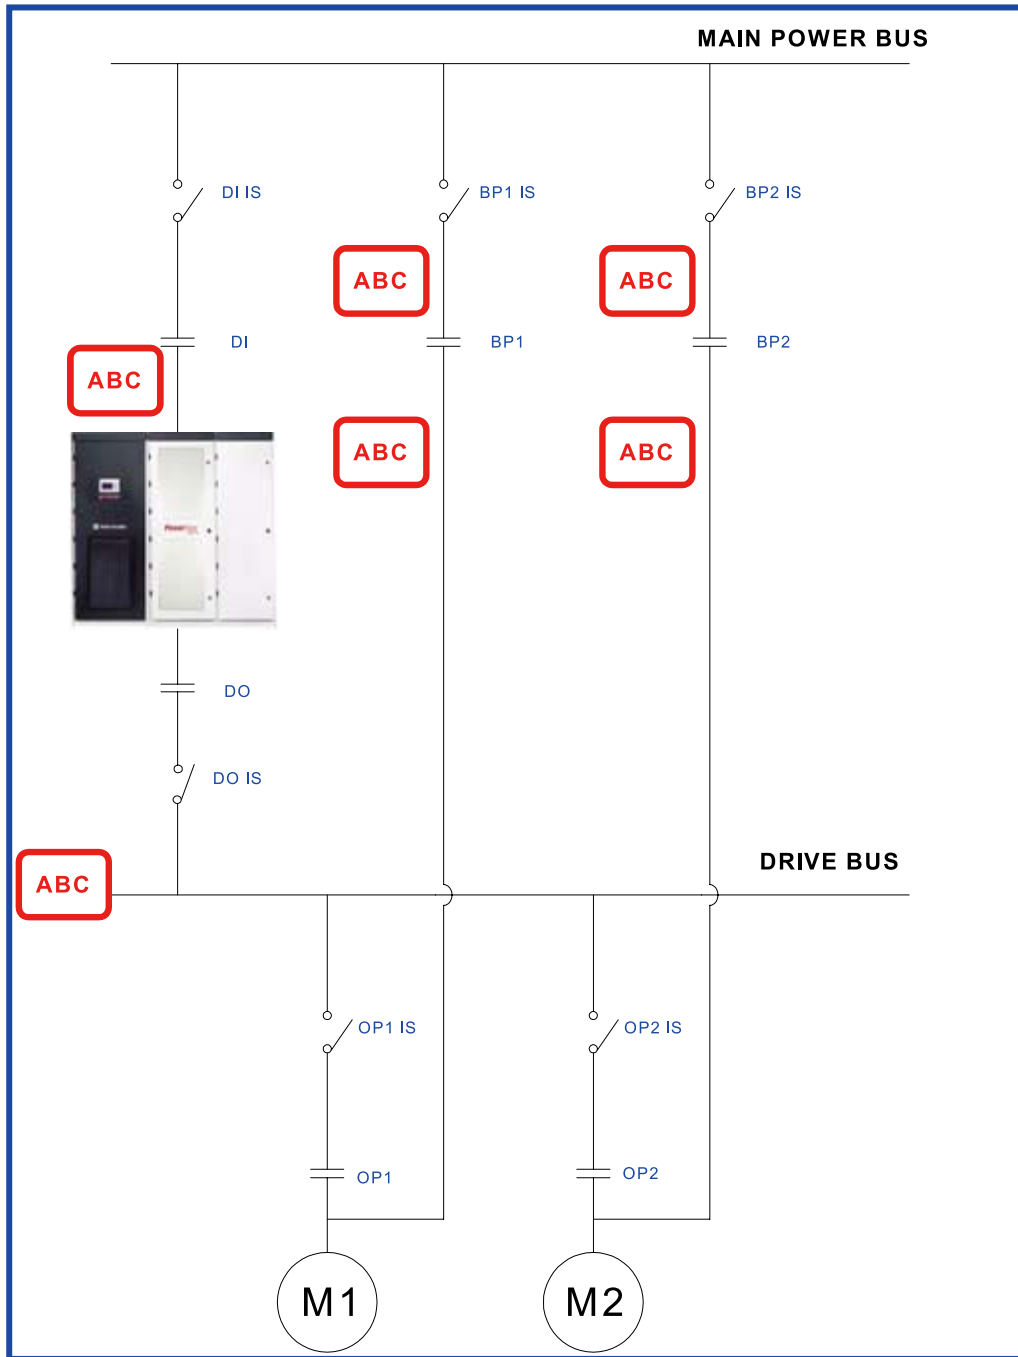 MAIN POWER BUS
DI IS
BP1 IS
BP2 IS
ABC
ABC
DI
BP1
BP2
ABC
ABC
ABC
DO
DO IS
DRIVE BUS
ABC
OP1 IS
OP2 IS
OP1
OP2
M1
M2